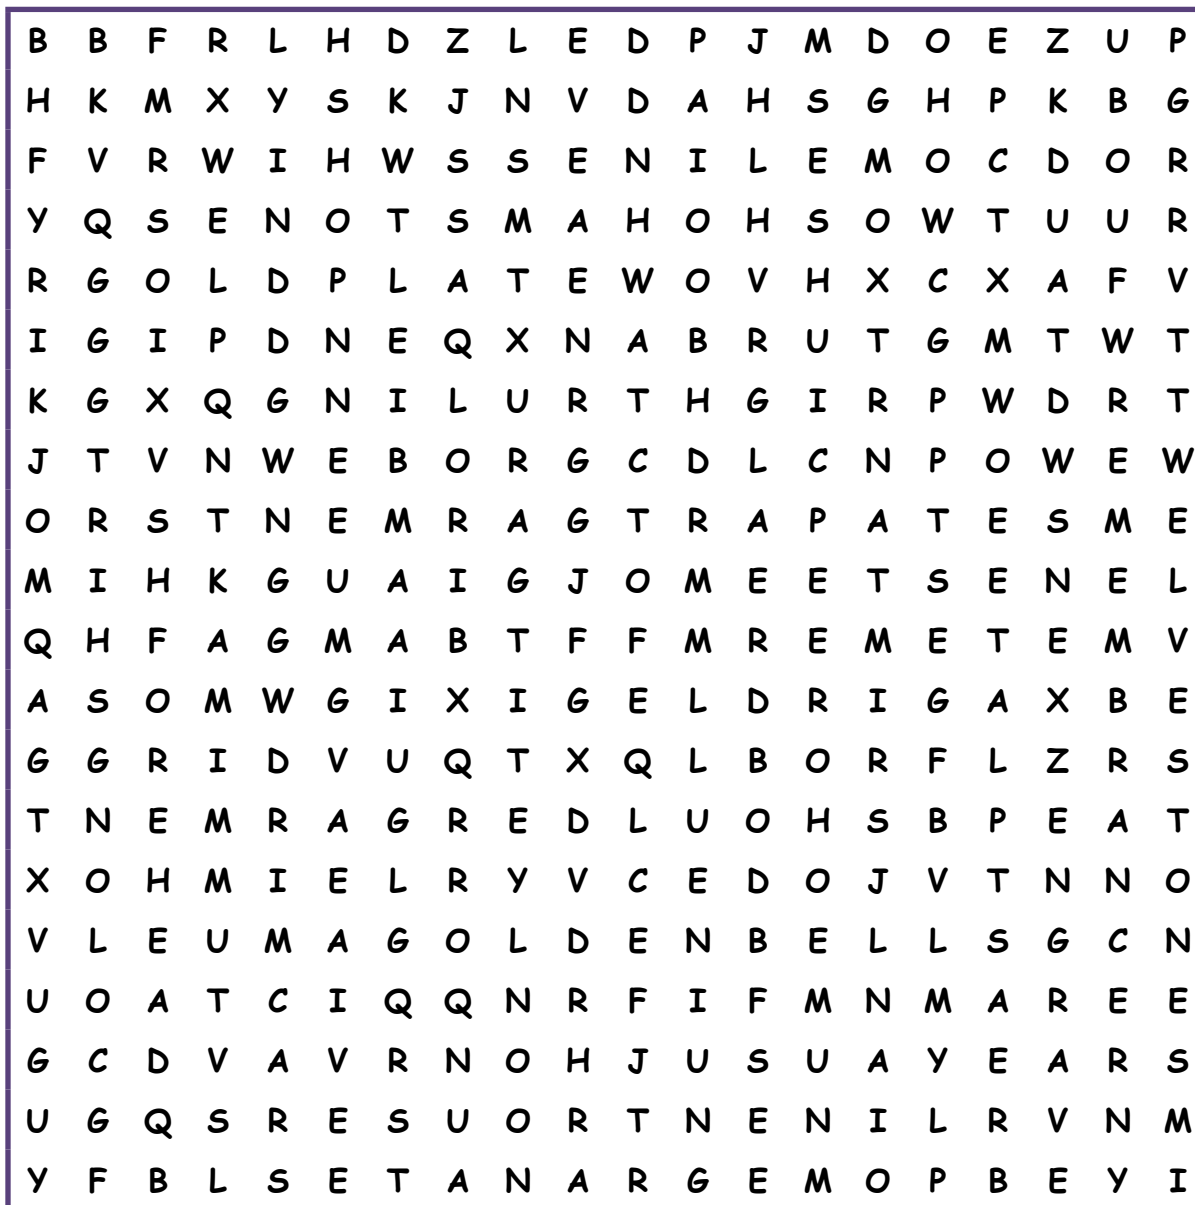 B B F R L H D Z L E D P J M D O E Z U P
H K M X Y S K J N V D A H S G H P K B G
F V R W I H W S S E N I L E M O C D O R
Y Q S E N O T S M A H O H S O W T U U R
R G O L D P L A T E W O V H X C X A F V
I G I P D N E Q X N A B R U T G M T W T
K G X Q G N I L U R T H G I R P W D R T
J T V N W E B O R G C D L C N P O W E W
O R S T N E M R A G T R A P A T E S M E
M I H K G U A I G J O M E E T S E N E L
Q H F A G M A B T F F M R E M E T E M V
A S O M W G I X I G E L D R I G A X B E
G G R I D V U Q T X Q L B O R F L Z R S
T N E M R A G R E D L U O H S B P E A T
X O H M I E L R Y V C E D O J V T N N O
V L E U M A G O L D E N B E L L S G C N
U O A T C I Q Q N R F I F M N M A R E E
G C D V A V R N O H J U S U A Y E A R S
U G Q S R E S U O R T N E N I L R V N M
Y F B L S E T A N A R G E M O P B E Y I